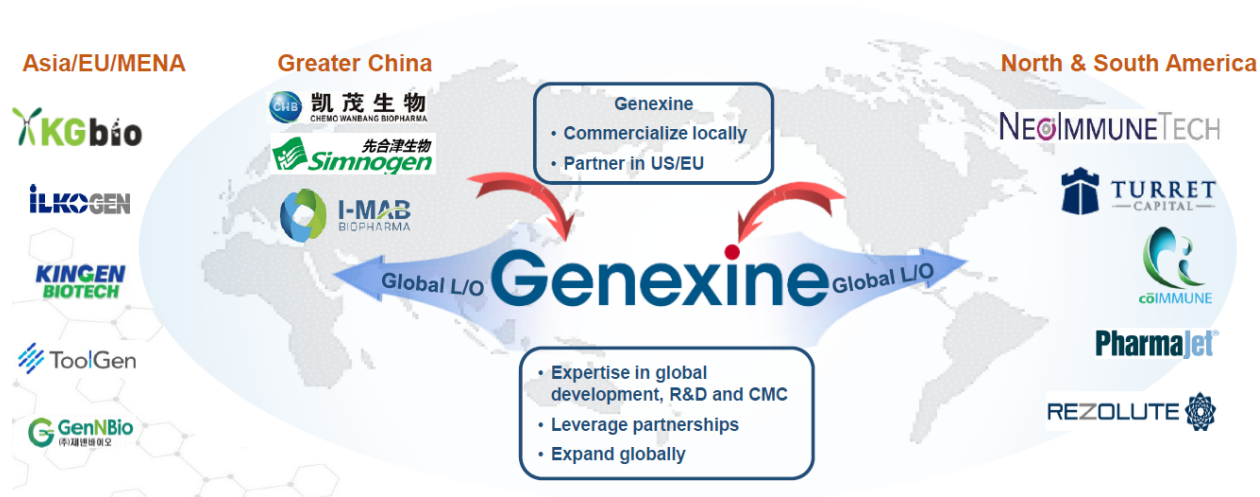 Asia/EU/MENA
KGbio
iLKOGEN
KINGEN
BIOTECH
ToolGen
GenNBio
(주)제넨바이오
Greater China
CHB
凯茂生物
CHEMO WANBANG BIOPHARMA
先合津生物
Simnogen
I-MAB
BIOPHARMA
Genexine
• Commercialize locally
• Partner in US/EU
Global L/O
Genexine
Global L/O
• Expertise in global
development, R&D and CMC
• Leverage partnerships
• Expand globally
North & South America
NEOIMMUNETECH
TURRET
CAPITAL
cōIMMUNE
PharmaJet®
REZOLUTE